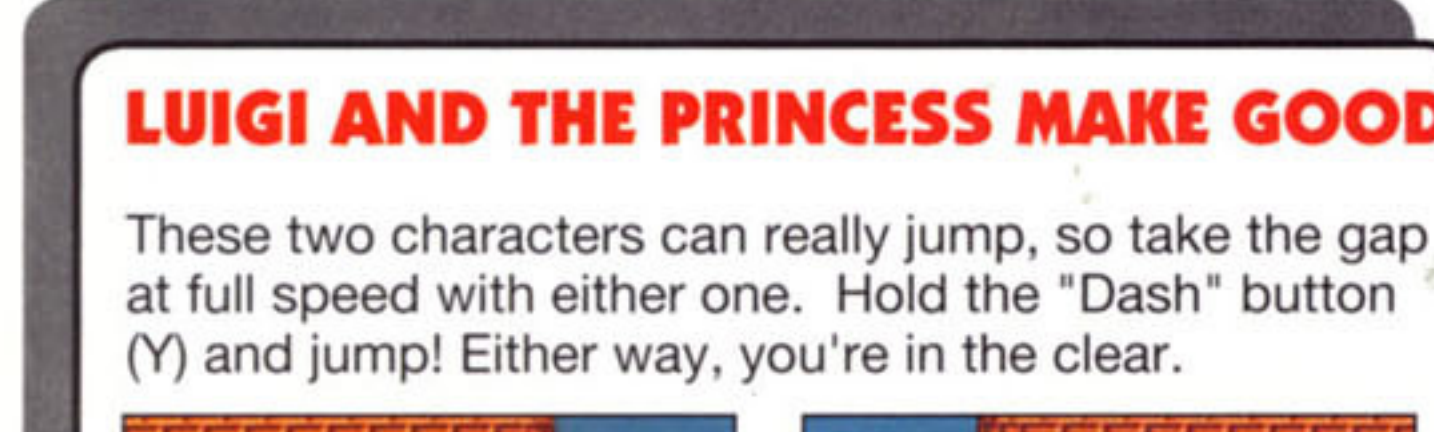 LUIGI AND THE PRINCESS MAKE GOOD
These two characters can really jump, so take the gap
at full speed with either one. Hold the "Dash" button
(Y) and jump! Either way, you're in the clear.